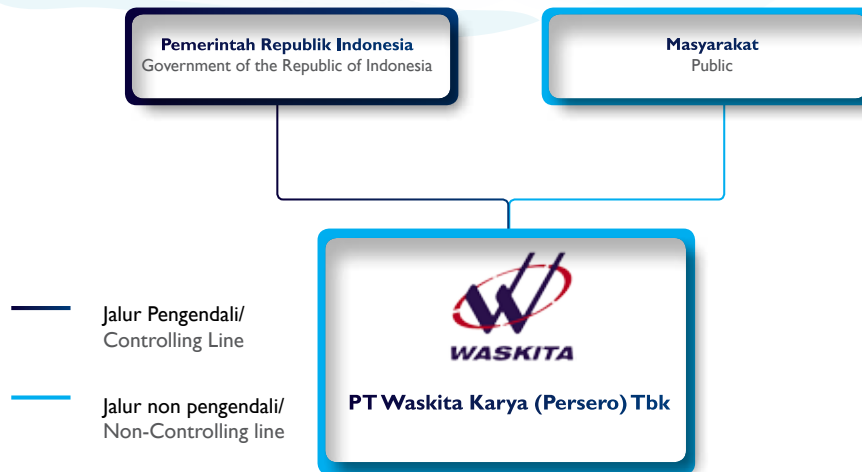 Pemerintah Republik Indonesia
Government of the Republic of Indonesia
Masyarakat
Public
WASKITA
PT Waskita Karya (Persero) Tbk
Jalur Pengendali/
Controlling Line
Jalur non pengendali/
Non-Controlling line